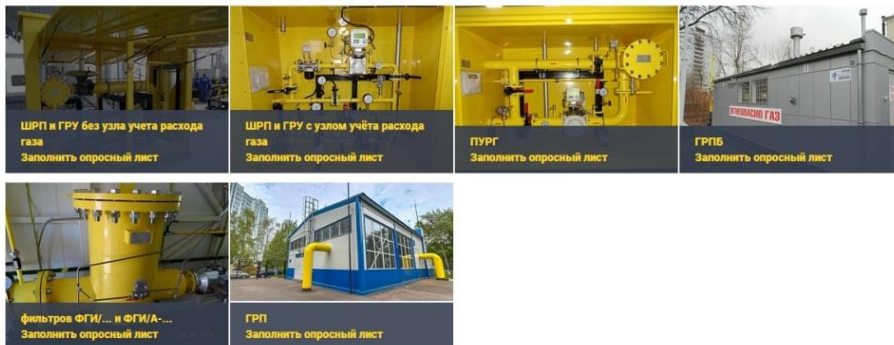 ШРП и ГРУ без узла учета расхода
газа
Заполнить опросный лист
ШРП и ГРУ с узлом учёта расхода
газа
Заполнить опросный лист
ПУРГ
Заполнить опросный лист
ГРПБ
Заполнить опросный лист
ОГНЕОПАСНО ГАЗ
фильтров ФГИ/... и ФГИ/А-...
Заполнить опросный лист
ГРП
Заполнить опросный лист